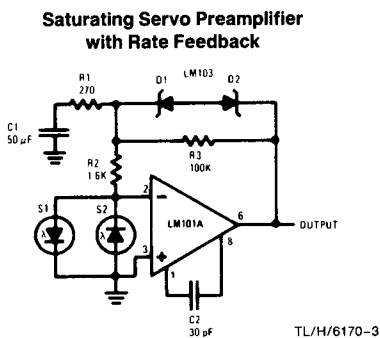 Saturating Servo Preamplifier
with Rate Feedback
R1
270
D1
LM103
D2
C1
50 µF
R2
1.6K
R3
100K
S1
S2
λ
λ
2
3
LM101A
6
8
1
OUTPUT
C2
30 pF
TL/H/6170–3